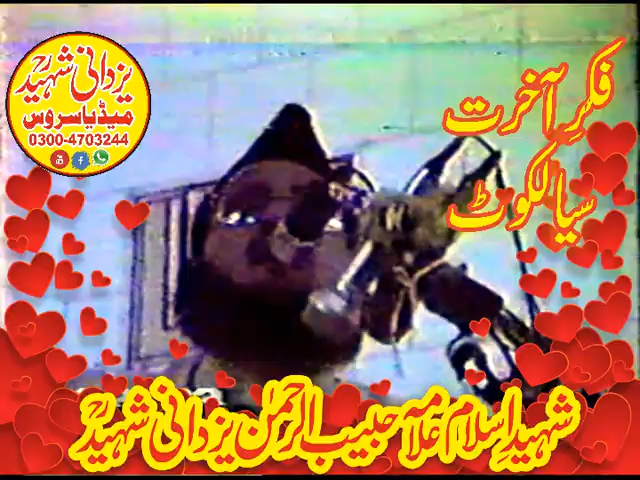 یزدانی شہیدؒ
میڈیا سروس
0300-4703244
فکرِ آخرت
سیالکوٹ
شہیدِ اسلام علامہ حبیب الرحمٰن یزدانی شہیدؒ